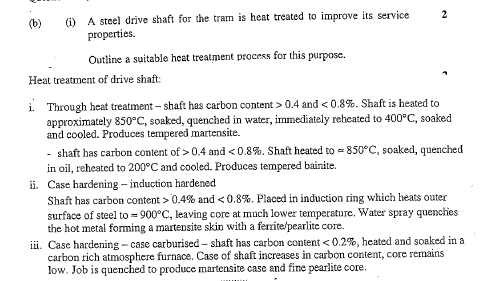 (b) (i) A steel drive shaft for the tram is heat treated to improve its service 2
properties.
Outline a suitable heat treatment process for this purpose.
Heat treatment of drive shaft:
i. Through heat treatment – shaft has carbon content > 0.4 and < 0.8%. Shaft is heated to
approximately 850°C, soaked, quenched in water, immediately reheated to 400°C, soaked
and cooled. Produces tempered martensite.
- shaft has carbon content of > 0.4 and < 0.8%. Shaft heated to ≈ 850°C, soaked, quenched
in oil, reheated to 200°C and cooled. Produces tempered bainite.
ii. Case hardening – induction hardened
Shaft has carbon content > 0.4% and < 0.8%. Placed in induction ring which heats outer
surface of steel to ≈ 900°C, leaving core at much lower temperature. Water spray quenches
the hot metal forming a martensite skin with a ferrite/pearlite core.
iii. Case hardening – case carburised – shaft has carbon content < 0.2%, heated and soaked in a
carbon rich atmosphere furnace. Case of shaft increases in carbon content, core remains
low. Job is quenched to produce martensite case and fine pearlite core.